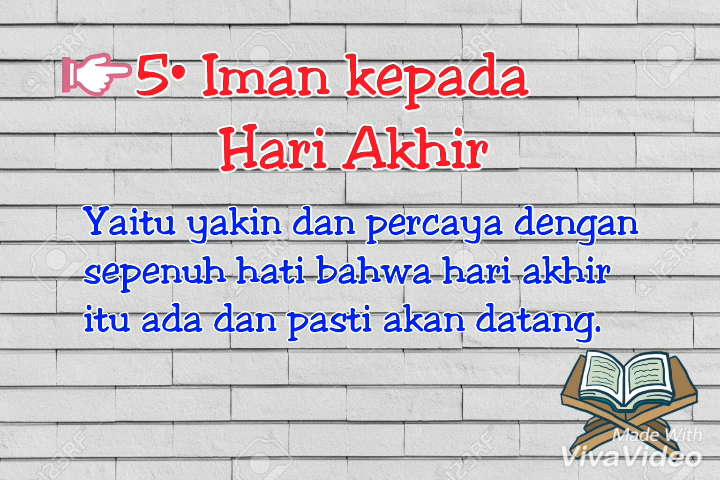 5• Iman kepada
Hari Akhir
Yaitu yakin dan percaya dengan
sepenuh hati bahwa hari akhir
itu ada dan pasti akan datang.
Made With
VivaVideo
123RF